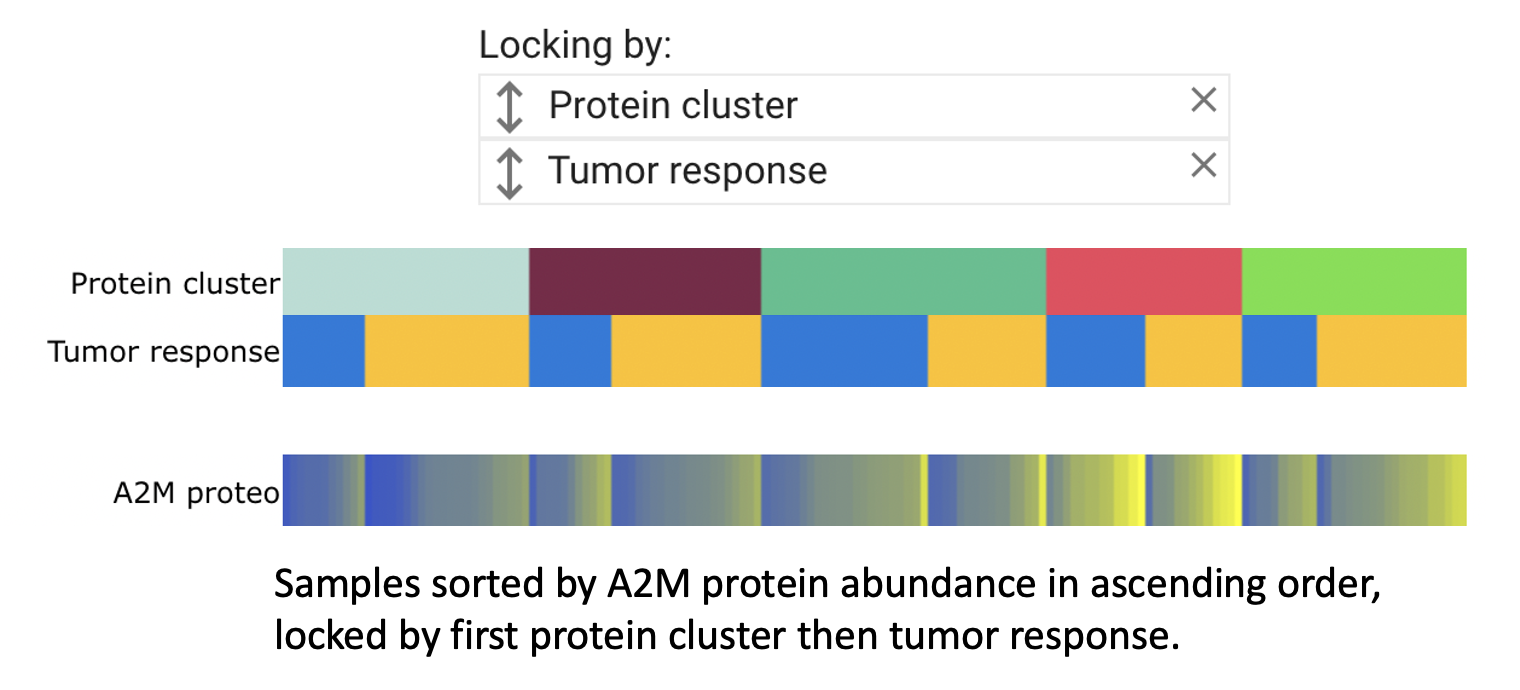 Locking by:
Protein cluster
Tumor response
Protein cluster
Tumor response
A2M proteo
Samples sorted by A2M protein abundance in ascending order,
locked by first protein cluster then tumor response.